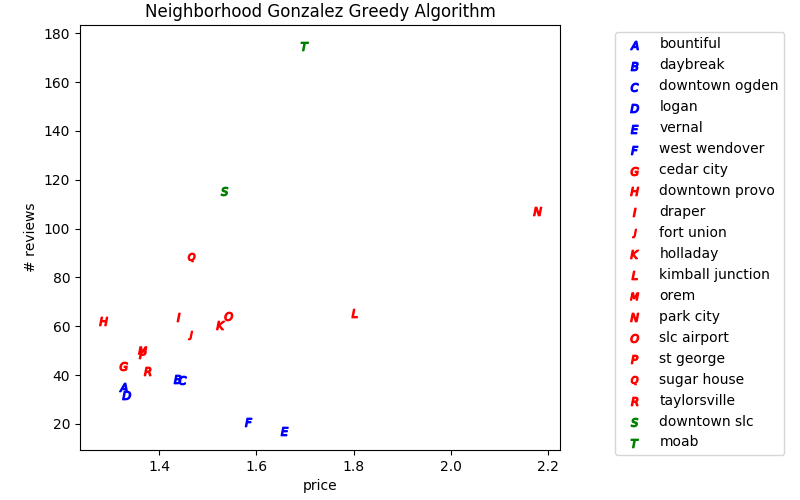 Neighborhood Gonzalez Greedy Algorithm
180
160
140
120
100
80
60
40
20
# reviews
1.4 1.6 1.8 2.0 2.2
price
T
S
N
Q
H I J K O L
M P
G R
A B C
D
F E
A bountiful
B daybreak
C downtown ogden
D logan
E vernal
F west wendover
G cedar city
H downtown provo
I draper
J fort union
K holladay
L kimball junction
M orem
N park city
O slc airport
P st george
Q sugar house
R taylorsville
S downtown slc
T moab